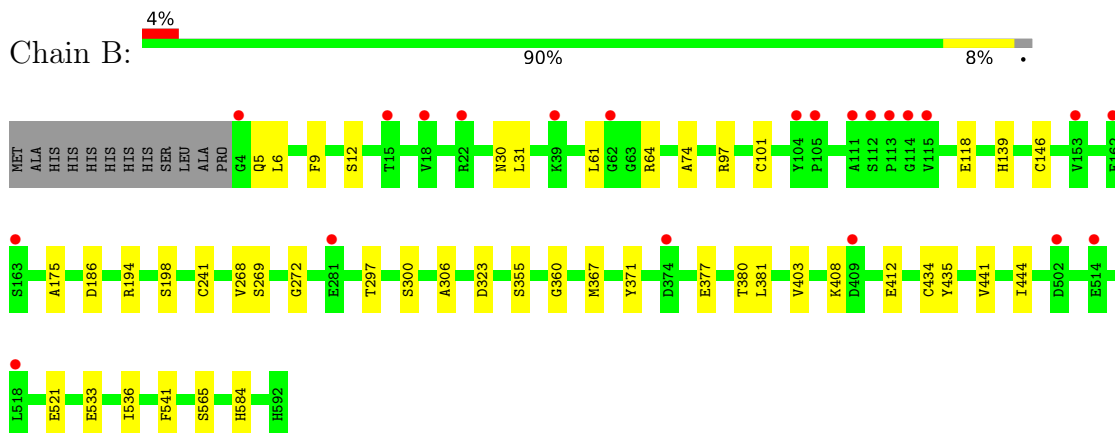 4%
Chain B:
90% 8% •
MET ALA HIS HIS HIS HIS HIS HIS SER LEU ALA PRO G4 Q5 L6 F9 S12 T15 V18 R22 N30 L31 K39 L61 G62 G63 R64 A74 R97 C101 Y104 P105 A111 S112 P113 G114 V115 E118 H139 C146 V153 E162
S163 A175 D186 R194 S198 C241 V268 S269 G272 E281 T297 S300 A306 D323 S355 G360 M367 Y371 D374 E377 T380 L381 V403 K408 D409 E412 C434 Y435 V441 I444 D502 E514
L518 E521 E533 I536 F541 S565 H584 H592